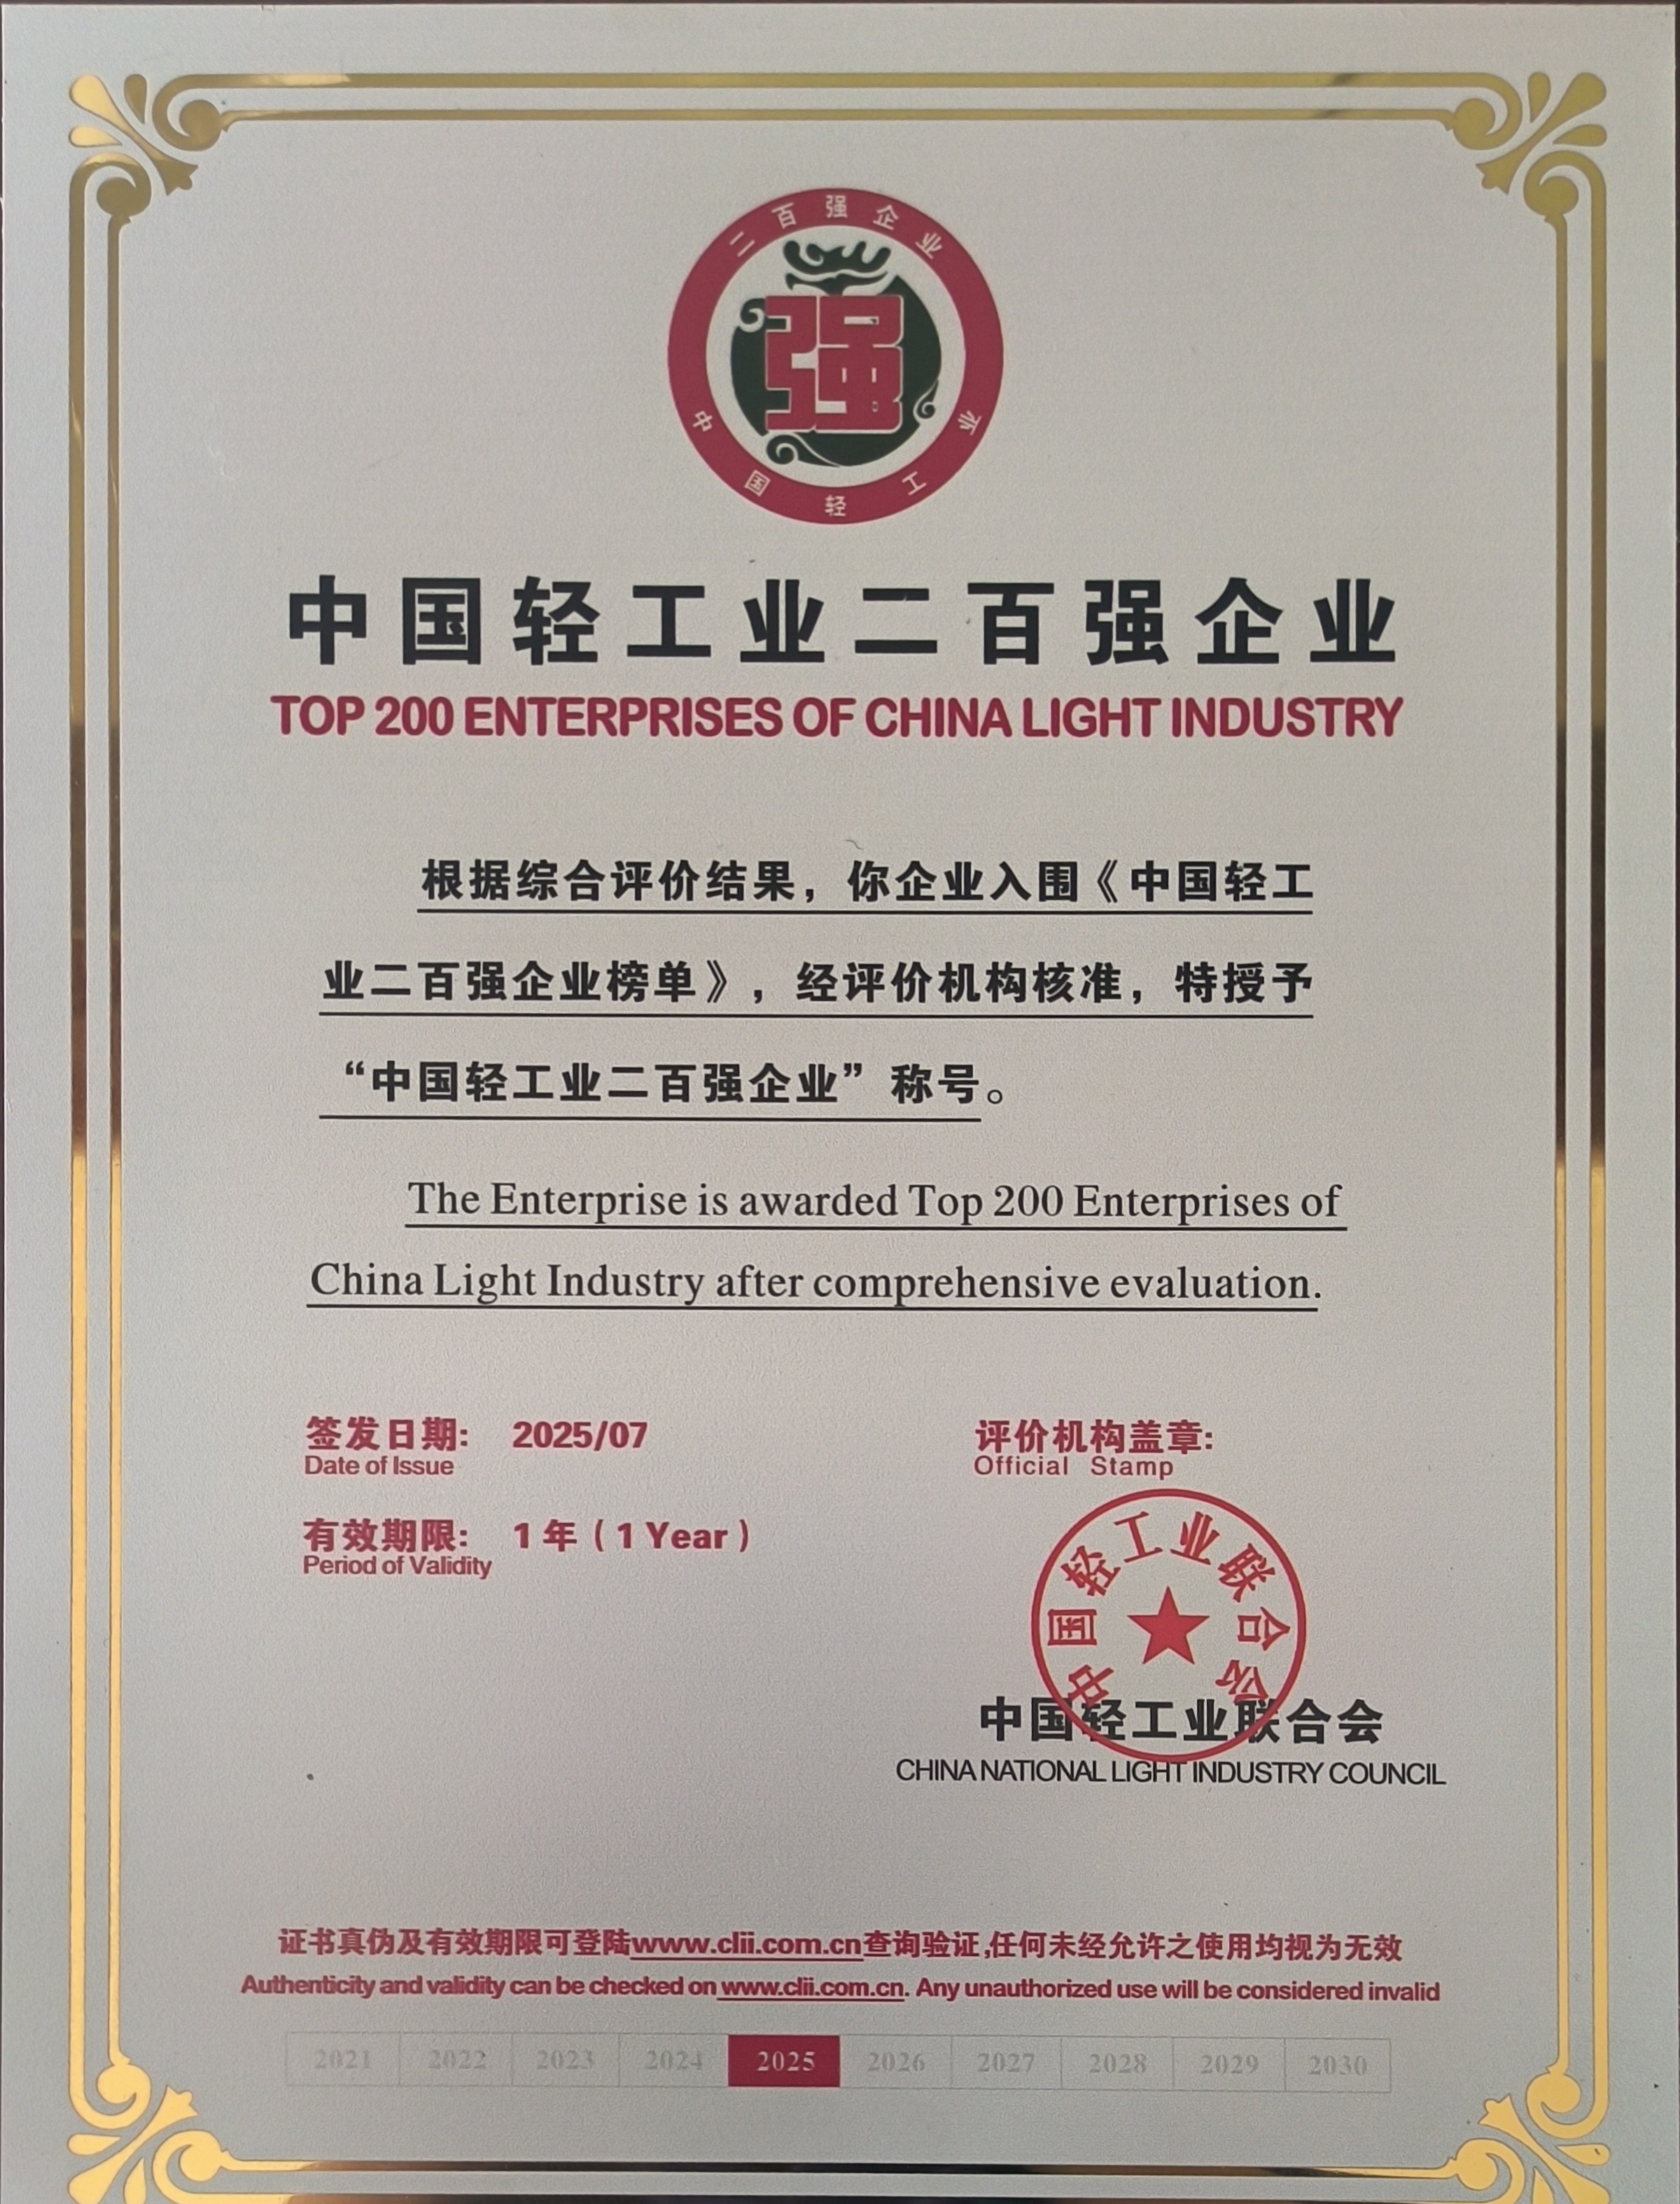 二百强企业
强
中国轻工业
中国轻工业二百强企业
TOP 200 ENTERPRISES OF CHINA LIGHT INDUSTRY
根据综合评价结果，你企业入围《中国轻工
业二百强企业榜单》，经评价机构核准，特授予
“中国轻工业二百强企业”称号。
The Enterprise is awarded Top 200 Enterprises of
China Light Industry after comprehensive evaluation.
签发日期: 2025/07
Date of Issue
有效期限: 1 年（1 Year）
Period of Validity
评价机构盖章:
Official Stamp
中国轻工业联合会
中国轻工业联合会
CHINA NATIONAL LIGHT INDUSTRY COUNCIL
证书真伪及有效期限可登陆www.clii.com.cn查询验证,任何未经允许之使用均视为无效
Authenticity and validity can be checked on www.clii.com.cn. Any unauthorized use will be considered invalid
2021 2022 2023 2024 2025 2026 2027 2028 2029 2030